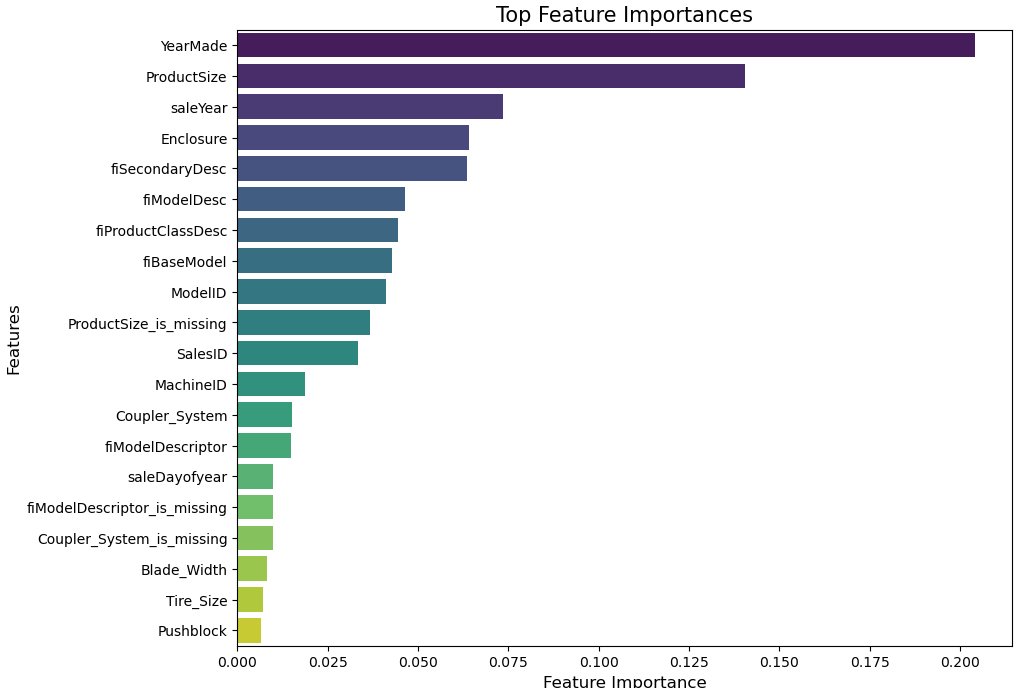 Top Feature Importances
YearMade
ProductSize
saleYear
Enclosure
fiSecondaryDesc
fiModelDesc
fiProductClassDesc
fiBaseModel
ModelID
ProductSize_is_missing
SalesID
MachineID
Coupler_System
fiModelDescriptor
saleDayofyear
fiModelDescriptor_is_missing
Coupler_System_is_missing
Blade_Width
Tire_Size
Pushblock
Features
0.000 0.025 0.050 0.075 0.100 0.125 0.150 0.175 0.200
Feature Importance